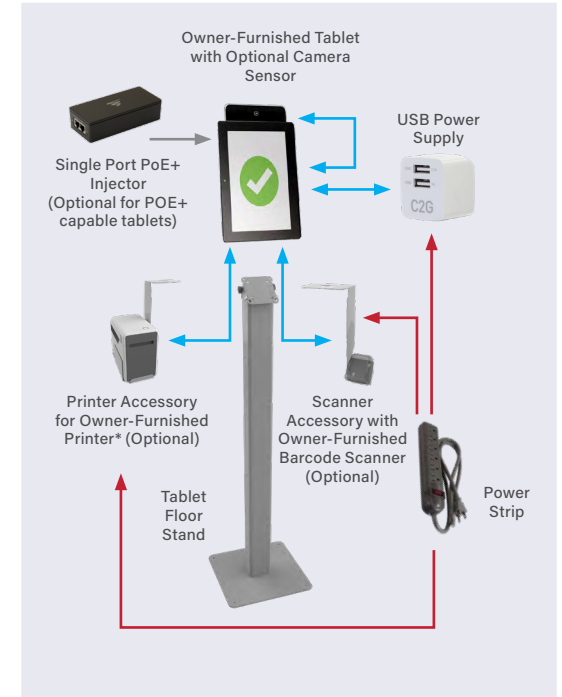 Owner-Furnished Tablet
with Optional Camera
Sensor
USB Power
Supply
Single Port PoE+
Injector
(Optional for POE+
capable tablets)
C2G
Printer Accessory
for Owner-Furnished
Printer* (Optional)
Scanner
Accessory with
Owner-Furnished
Barcode Scanner
(Optional)
Tablet
Floor
Stand
Power
Strip